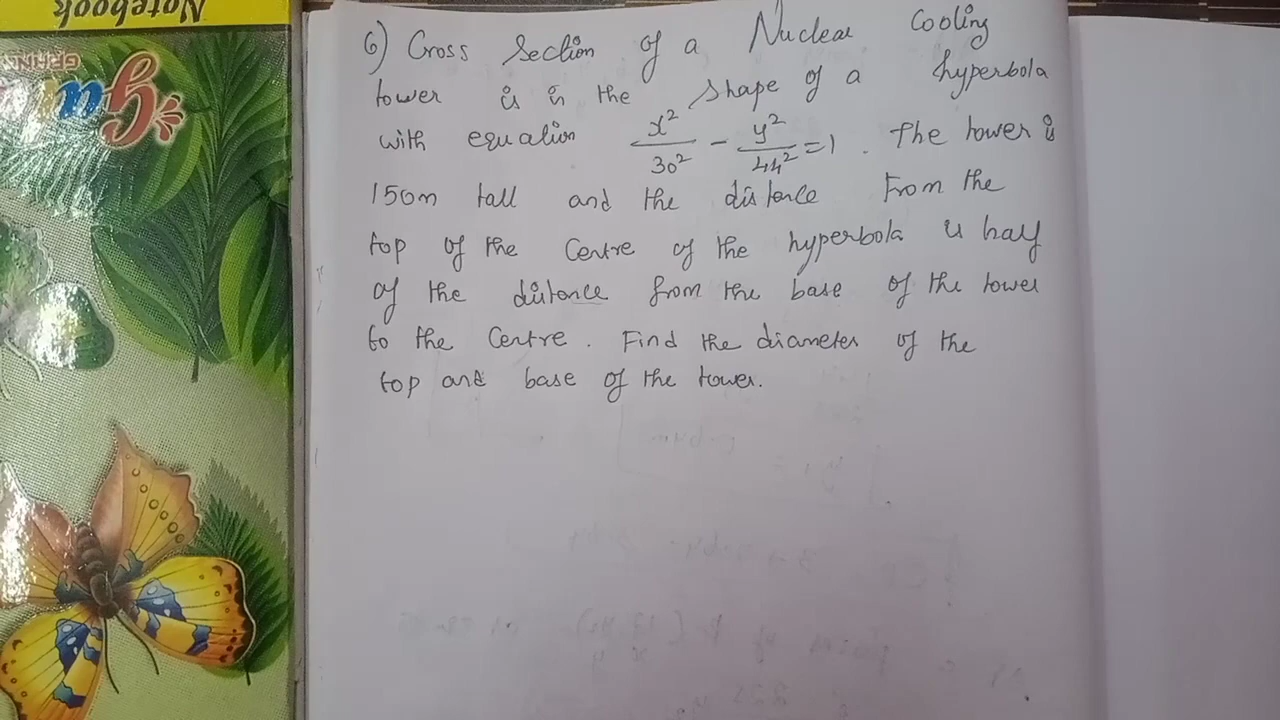 Notebook
GRAND
6) Cross Section of a Nuclear Cooling
tower is in the shape of a hyperbola
with equation x²/30² - y²/44² = 1 . The tower is
150m tall and the distance From the
top of the Centre of the hyperbola is half
of the distance from the base of the tower
to the Centre . Find the diameter of the
top and base of the tower.